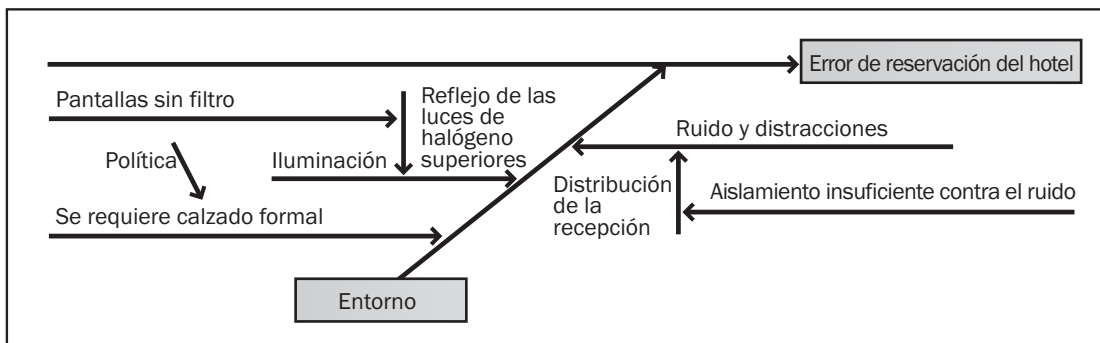 Error de reservación del hotel
Pantallas sin filtro
Reflejo de las
luces de
halógeno
superiores
Ruido y distracciones
Política
Iluminación
Distribución
de la
recepción
Aislamiento insuficiente contra el ruido
Se requiere calzado formal
Entorno